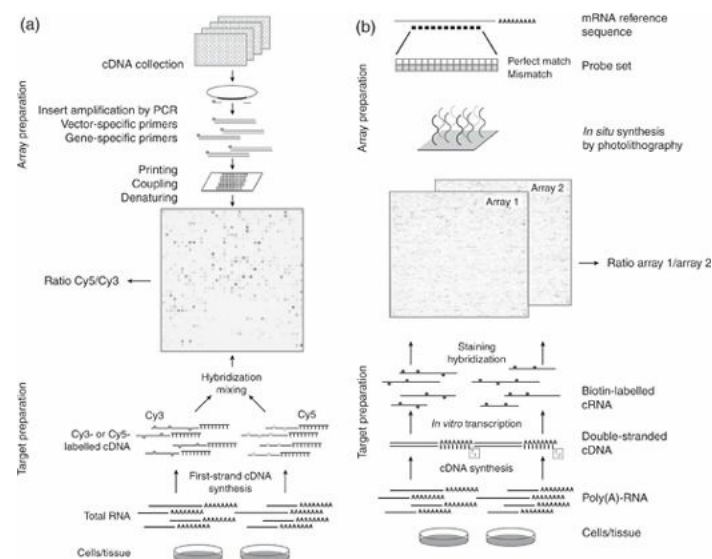 (a)
cDNA collection
Array preparation
Insert amplification by PCR
Vector-specific primers
Gene-specific primers
Printing
Coupling
Denaturing
Ratio Cy5/Cy3
Hybridization
mixing
Target preparation
Cy3
Cy5
Cy3- or Cy5-
labelled cDNA
First-strand cDNA
synthesis
Total RNA
Cells/tissue
(b)
AAAAAAAAA
mRNA reference
sequence
Array preparation
Perfect match
Mismatch
Probe set
In situ synthesis
by photolithography
Array 2
Array 1
Ratio array 1/array 2
Target preparation
Staining
hybridization
Biotin-labelled
cRNA
In vitro transcription
Double-stranded
cDNA
cDNA synthesis
Poly(A)-RNA
Cells/tissue